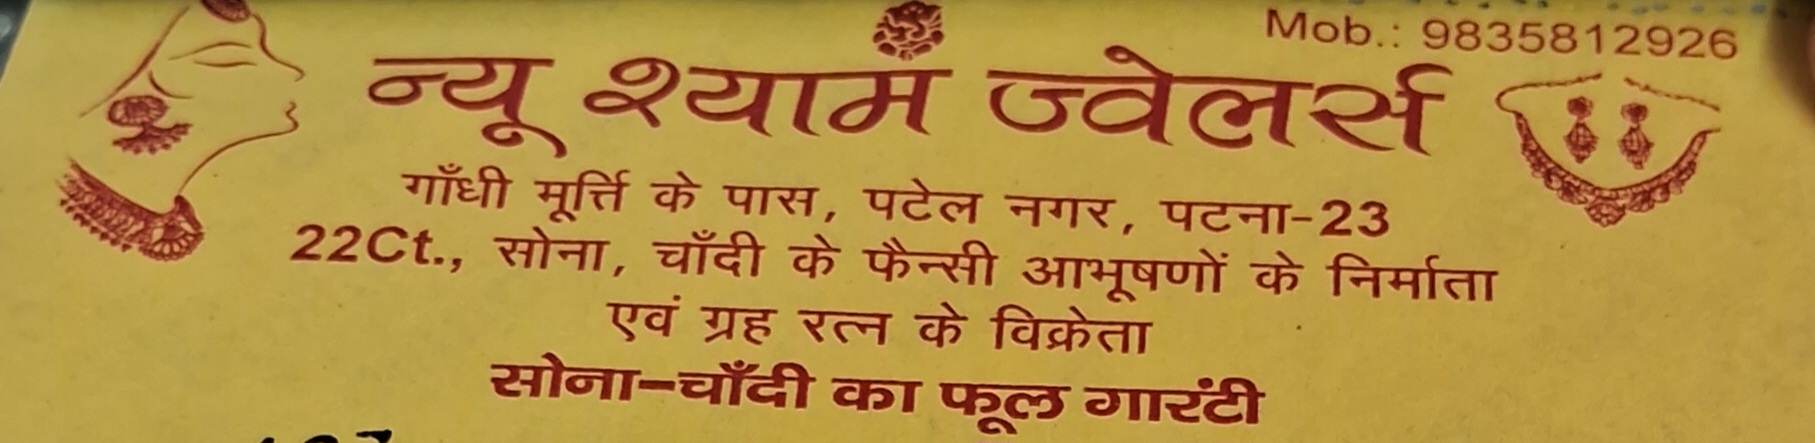 Mob.: 9835812926
न्यू श्याम ज्वेलर्स
गाँधी मूर्त्ति के पास, पटेल नगर, पटना-23
22Ct., सोना, चाँदी के फैन्सी आभूषणों के निर्माता
एवं ग्रह रत्न के विक्रेता
सोना-चाँदी का फूल गारंटी